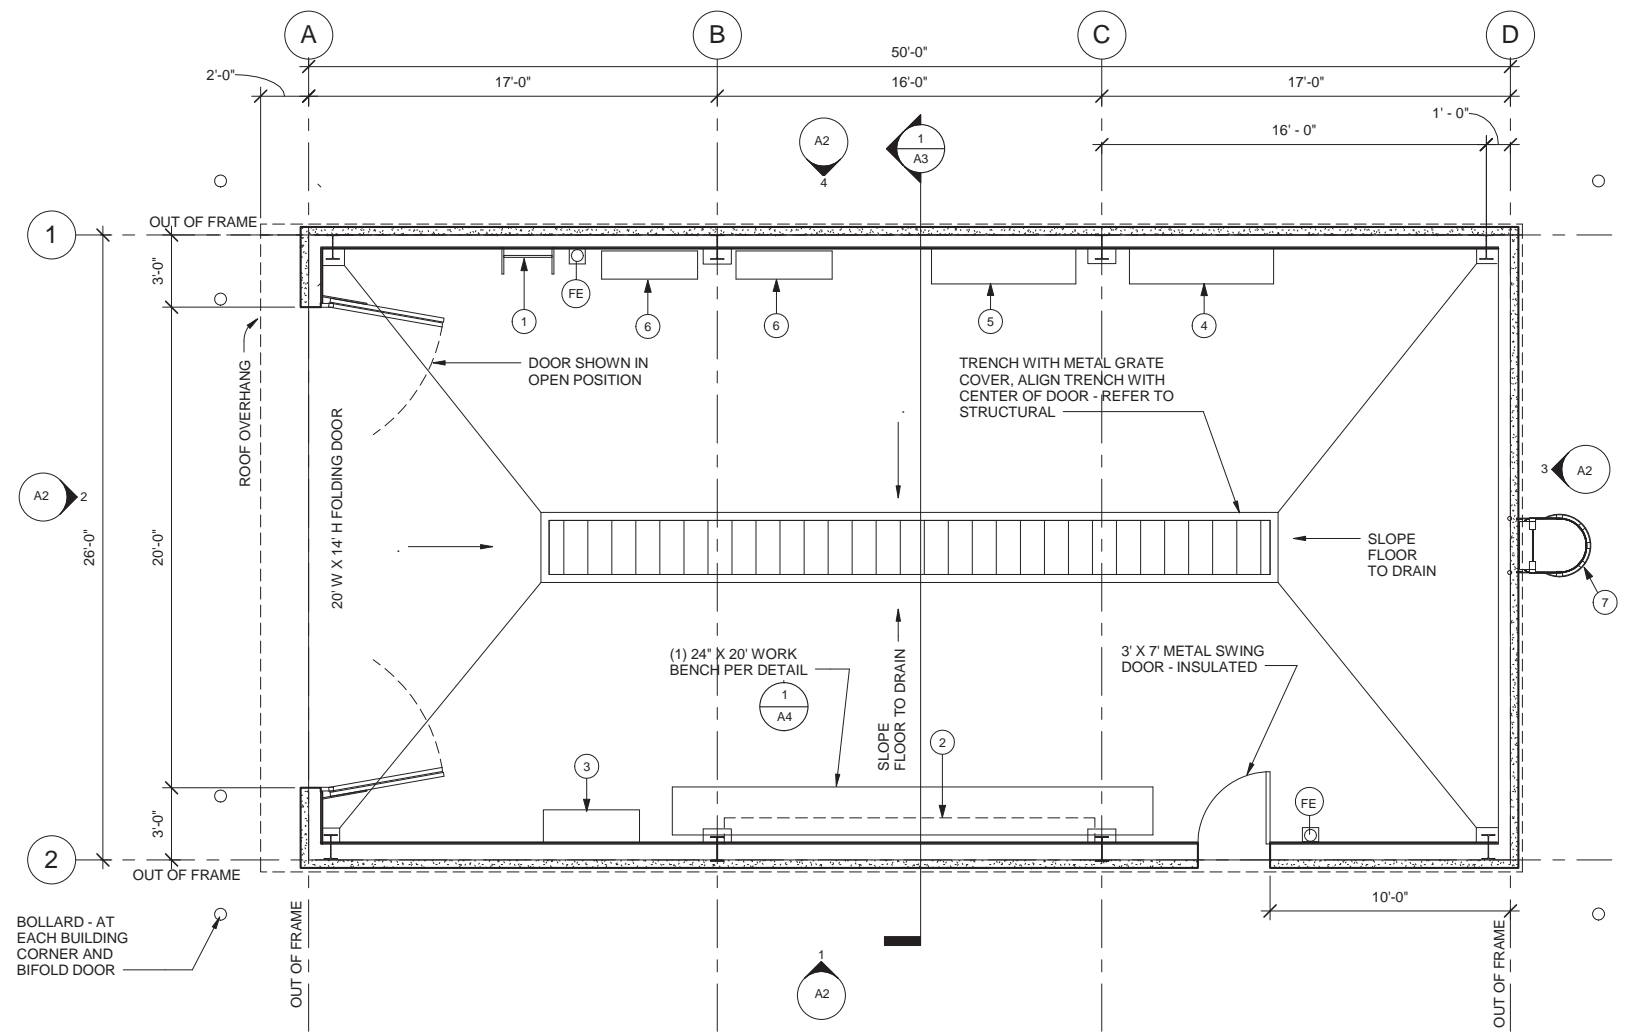 A
B
C
D
50'-0"
2'-0"
17'-0"
16'-0"
17'-0"
1' - 0"
16' - 0"
A2
4
1
A3
OUT OF FRAME
1
3'-0"
FE
1
6
6
5
4
DOOR SHOWN IN
OPEN POSITION
TRENCH WITH METAL GRATE
COVER, ALIGN TRENCH WITH
CENTER OF DOOR - REFER TO
STRUCTURAL
ROOF OVERHANG
20' W X 14' H FOLDING DOOR
A2
2
3
A2
26'-0"
20'-0"
SLOPE
FLOOR
TO DRAIN
7
(1) 24" X 20' WORK
BENCH PER DETAIL
1
A4
SLOPE
FLOOR TO DRAIN
3' X 7' METAL SWING
DOOR - INSULATED
2
3
FE
3'-0"
2
OUT OF FRAME
10'-0"
BOLLARD - AT
EACH BUILDING
CORNER AND
BIFOLD DOOR
OUT OF FRAME
1
A2
OUT OF FRAME